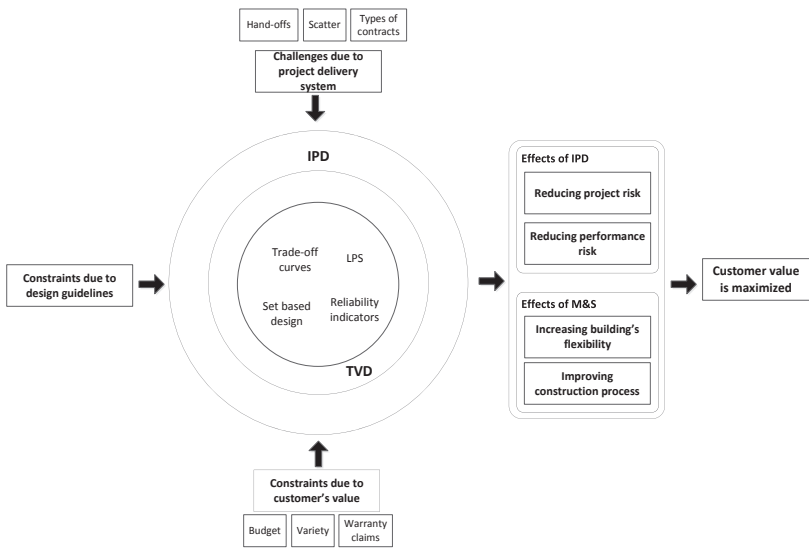 Hand-offs
Scatter
Types of
contracts
Challenges due to
project delivery
system
IPD
Trade-off
curves
LPS
Set based
design
Reliability
indicators
TVD
Constraints due to
design guidelines
Constraints due to
customer's value
Budget
Variety
Warranty
claims
Effects of IPD
Reducing project risk
Reducing performance
risk
Effects of M&S
Increasing building's
flexibility
Improving
construction process
Customer value
is maximized